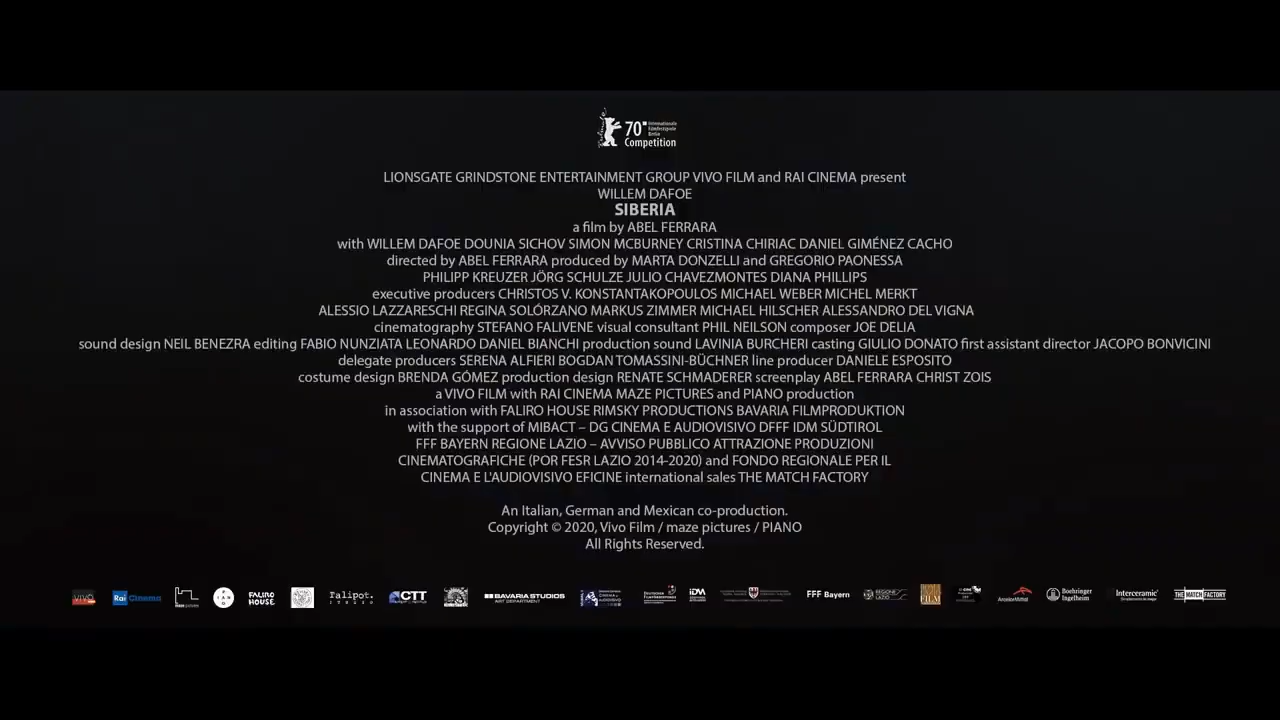 70
Internationale
Filmfestspiele
Berlin
Competition
LIONSGATE GRINDSTONE ENTERTAINMENT GROUP VIVO FILM and RAI CINEMA present
WILLEM DAFOE
SIBERIA
a film by ABEL FERRARA
with WILLEM DAFOE DOUNIA SICHOV SIMON MCBURNEY CRISTINA CHIRIAC DANIEL GIMÉNEZ CACHO
directed by ABEL FERRARA produced by MARTA DONZELLI and GREGORIO PAONESSA
PHILIPP KREUZER JÖRG SCHULZE JULIO CHAVEZMONTES DIANA PHILLIPS
executive producers CHRISTOS V. KONSTANTAKOPOULOS MICHAEL WEBER MICHEL MERKT
ALESSIO LAZZARESCHI REGINA SOLÓRZANO MARKUS ZIMMER MICHAEL HILSCHER ALESSANDRO DEL VIGNA
cinematography STEFANO FALIVENE visual consultant PHIL NEILSON composer JOE DELIA
sound design NEIL BENEZRA editing FABIO NUNZIATA LEONARDO DANIEL BIANCHI production sound LAVINIA BURCHERI casting GIULIO DONATO first assistant director JACOPO BONVICINI
delegate producers SERENA ALFIERI BOGDAN TOMASSINI-BÜCHNER line producer DANIELE ESPOSITO
costume design BRENDA GÓMEZ production design RENATE SCHMADERER screenplay ABEL FERRARA CHRIST ZOIS
a VIVO FILM with RAI CINEMA MAZE PICTURES and PIANO production
in association with FALIRO HOUSE RIMSKY PRODUCTIONS BAVARIA FILMPRODUKTION
with the support of MIBACT – DG CINEMA E AUDIOVISIVO DFFF IDM SÜDTIROL
FFF BAYERN REGIONE LAZIO – AVVISO PUBBLICO ATTRAZIONE PRODUZIONI
CINEMATOGRAFICHE (POR FESR LAZIO 2014-2020) and FONDO REGIONALE PER IL
CINEMA E L'AUDIOVISIVO EFICINE international sales THE MATCH FACTORY
An Italian, German and Mexican co-production.
Copyright © 2020, Vivo Film / maze pictures / PIANO
All Rights Reserved.
VIVO Rai Cinema FALIRO HOUSE Talipot. STUDIO CTT BAVARIA STUDIOS ART DEPARTMENT IDM FFF Bayern FILM ArcelorMittal Boehringer Ingelheim Interceramic THE MATCH FACTORY